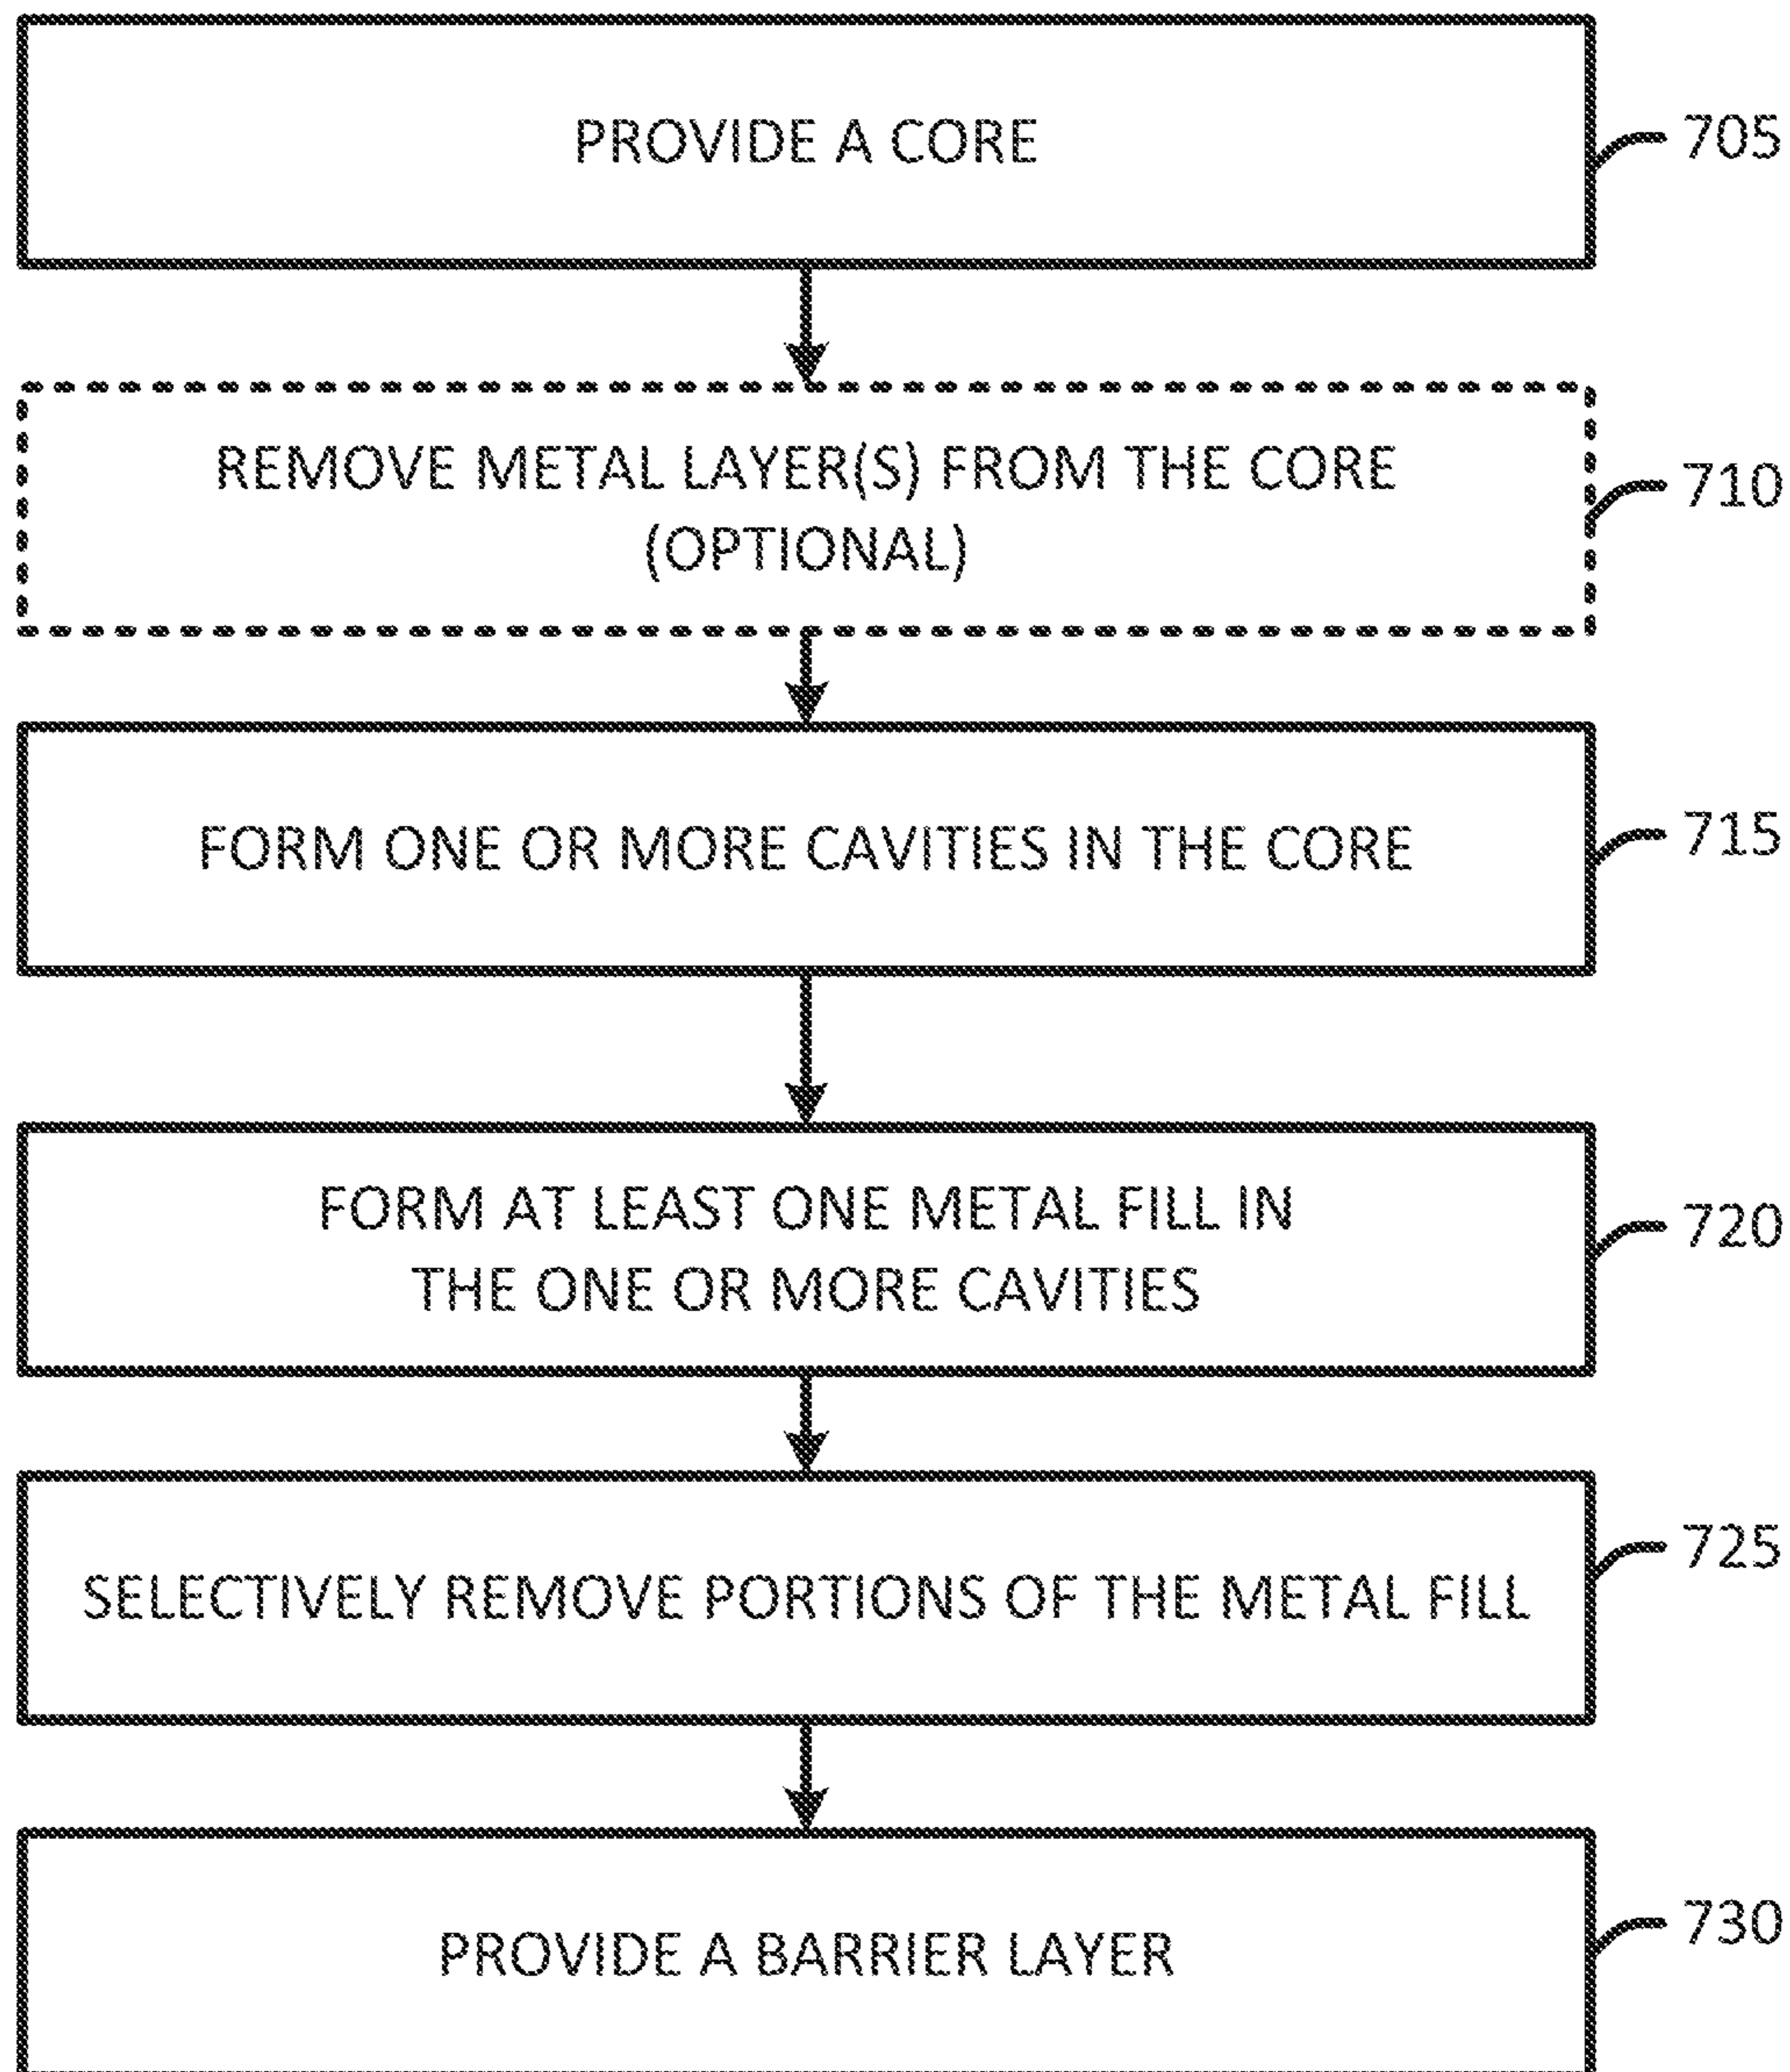 PROVIDE A CORE
705
REMOVE METAL LAYER(S) FROM THE CORE
(OPTIONAL)
710
FORM ONE OR MORE CAVITIES IN THE CORE
715
FORM AT LEAST ONE METAL FILL IN
THE ONE OR MORE CAVITIES
720
SELECTIVELY REMOVE PORTIONS OF THE METAL FILL
725
PROVIDE A BARRIER LAYER
730